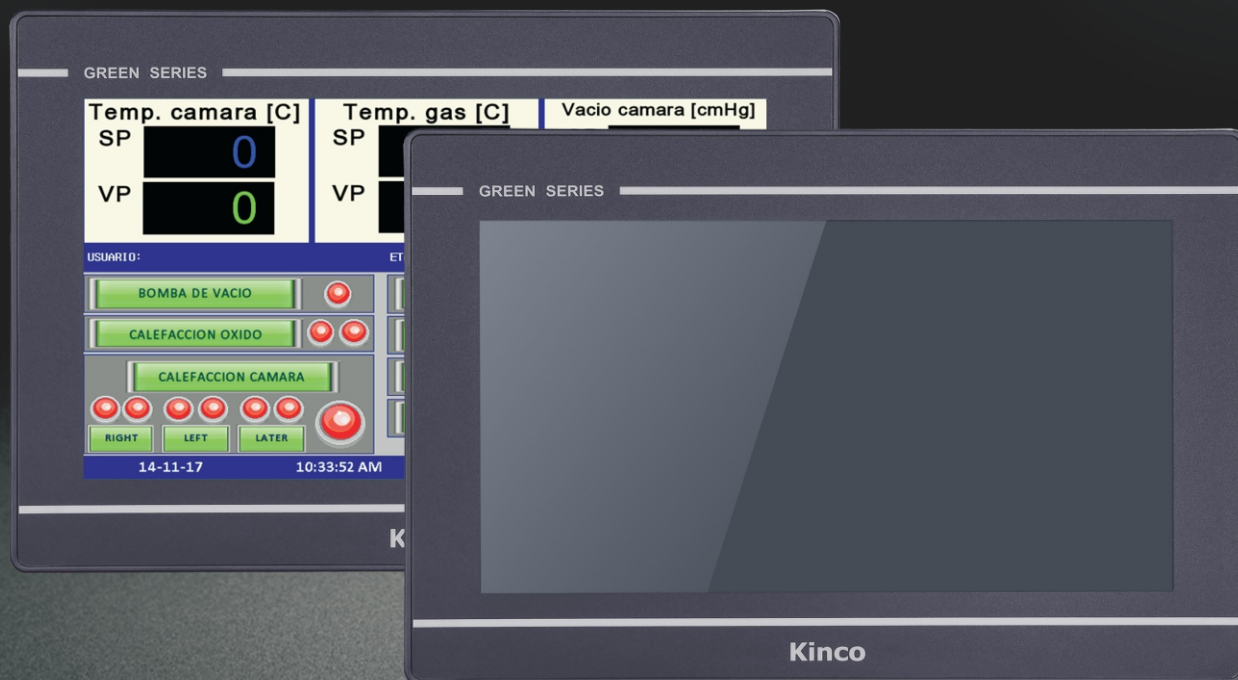 GREEN SERIES
Temp. camara [C]
Temp. gas [C]
Vacio camara [cmHg]
SP
0
SP
VP
0
VP
USUARIO:
BOMBA DE VACIO
CALEFACCION OXIDO
CALEFACCION CAMARA
RIGHT
LEFT
LATER
14-11-17
10:33:52 AM
GREEN SERIES
Kinco